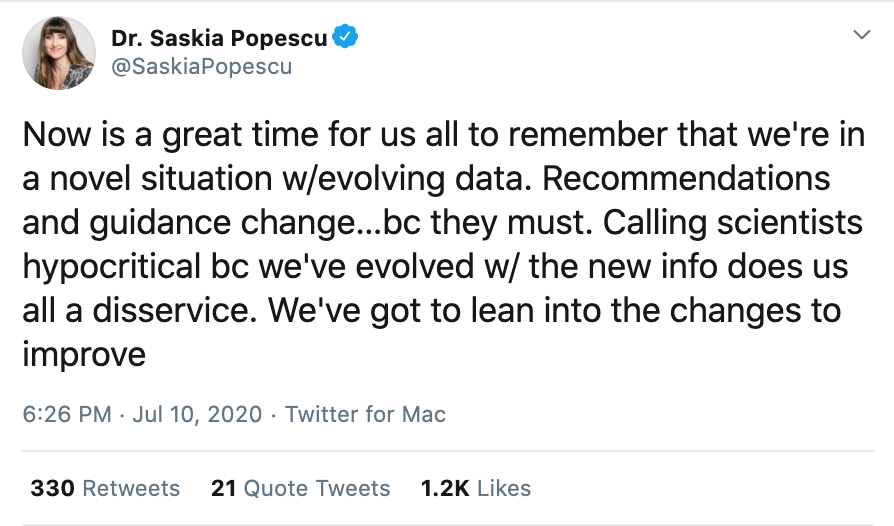 Dr. Saskia Popescu
@SaskiaPopescu
Now is a great time for us all to remember that we're in
a novel situation w/evolving data. Recommendations
and guidance change...bc they must. Calling scientists
hypocritical bc we've evolved w/ the new info does us
all a disservice. We've got to lean into the changes to
improve
6:26 PM · Jul 10, 2020 · Twitter for Mac
330 Retweets 21 Quote Tweets 1.2K Likes